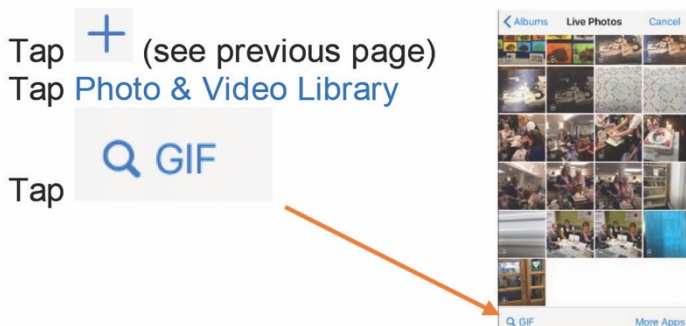 Tap + (see previous page)
Tap Photo & Video Library
Tap GIF
Albums Live Photos Cancel
GIF More Apps